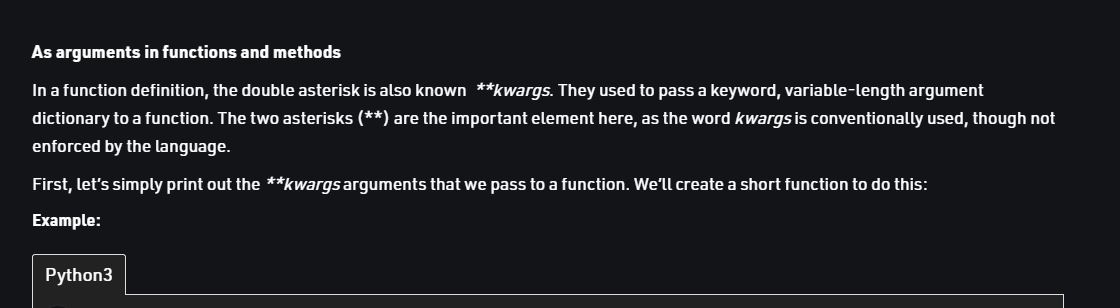 As arguments in functions and methods
In a function definition, the double asterisk is also known **kwargs. They used to pass a keyword, variable-length argument
dictionary to a function. The two asterisks (**) are the important element here, as the word kwargs is conventionally used, though not
enforced by the language.
First, let's simply print out the **kwargs arguments that we pass to a function. We'll create a short function to do this:
Example:
Python3